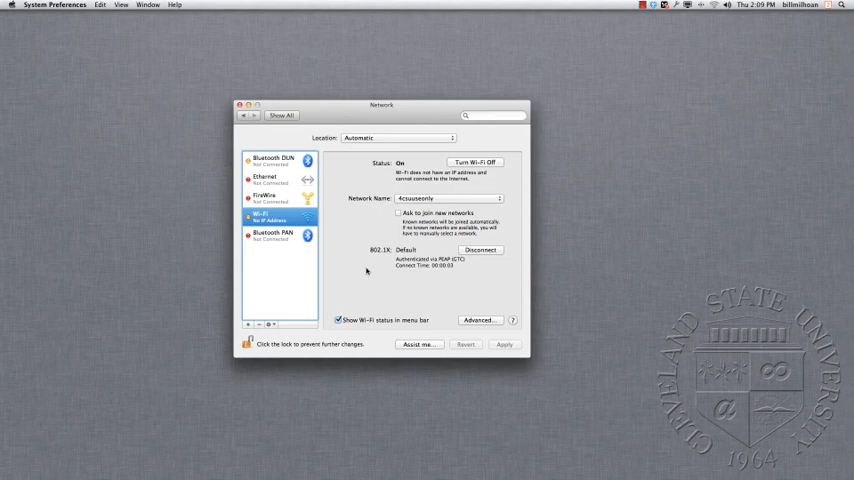 System Preferences Edit View Window Help Thu 2:09 PM billmilhoan
Network
Show All
Location: Automatic
Bluetooth DUN
Not Connected
Ethernet
Not Connected
FireWire
Not Connected
Wi-Fi
No IP Address
Bluetooth PAN
Not Connected
Status: On Turn Wi-Fi Off
Wi-Fi does not have an IP address and
cannot connect to the Internet.
Network Name: 4csuuseonly
Ask to join new networks
Known networks will be joined automatically.
If no known networks are available, you will
have to manually select a network.
802.1X: Default Disconnect
Authenticated via PEAP (GTC)
Connect Time: 00:00:03
Show Wi-Fi status in menu bar Advanced... ?
Click the lock to prevent further changes. Assist me... Revert Apply
CLEVELAND STATE UNIVERSITY
1964